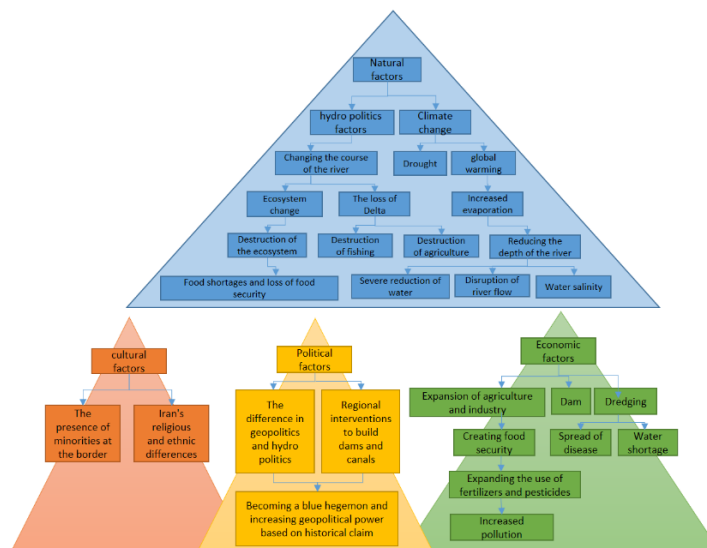 Natural
factors
hydro politics
factors
Climate
change
Changing the course
of the river
Drought
global
warming
Ecosystem
change
The loss of
Delta
Increased
evaporation
Destruction of
the ecosystem
Destruction
of fishing
Destruction
of agriculture
Reducing the
depth of the river
Food shortages and loss of food
security
Severe reduction of
water
Disruption of
river flow
Water salinity
cultural
factors
The
presence of
minorities at
the border
Iran's
religious and
ethnic
differences
Political
factors
The
difference in
geopolitics
and hydro
politics
Regional
interventions
to build
dams and
canals
Becoming a blue hegemon and
increasing geopolitical power
based on historical claim
Economic
factors
Expansion of agriculture
and industry
Dam
Dredging
Creating food
security
Spread of
disease
Water
shortage
Expanding the use of
fertilizers and pesticides
Increased
pollution